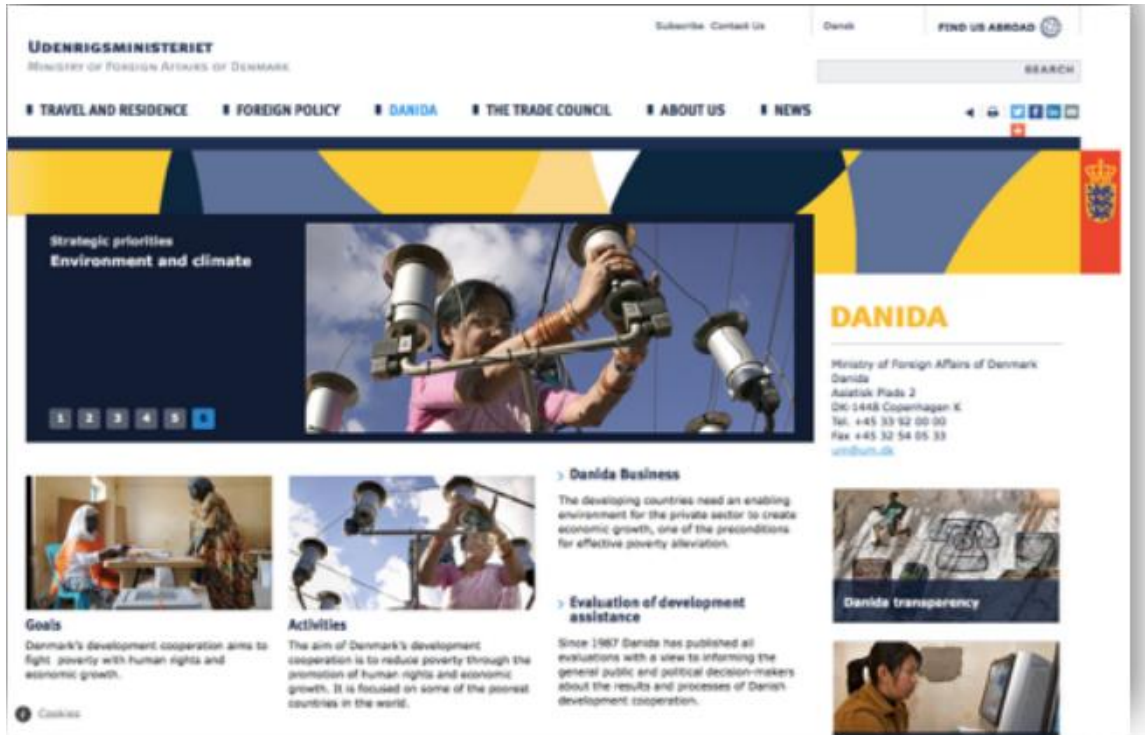 Subscribe Contact Us
Dansk
FIND US ABROAD
UDENRIGSMINISTERIET
MINISTRY OF FOREIGN AFFAIRS OF DENMARK
SEARCH
TRAVEL AND RESIDENCE
FOREIGN POLICY
DANIDA
THE TRADE COUNCIL
ABOUT US
NEWS
Strategic priorities
Environment and climate
1 2 3 4 5 6
DANIDA
Ministry of Foreign Affairs of Denmark
Danida
Asiatisk Plads 2
DK-1448 Copenhagen K
Tel. +45 33 92 00 00
Fax +45 32 54 05 33
um@um.dk
Goals
Denmark's development cooperation aims to
fight poverty with human rights and
economic growth.
Activities
The aim of Denmark's development
cooperation is to reduce poverty through the
promotion of human rights and economic
growth. It is focused on some of the poorest
countries in the world.
Danida Business
The developing countries need an enabling
environment for the private sector to create
economic growth, one of the preconditions
for effective poverty alleviation.
Evaluation of development
assistance
Since 1987 Danida has published all
evaluations with a view to informing the
general public and political decision-makers
about the results and processes of Danish
development cooperation.
Danida transparency
Cookies